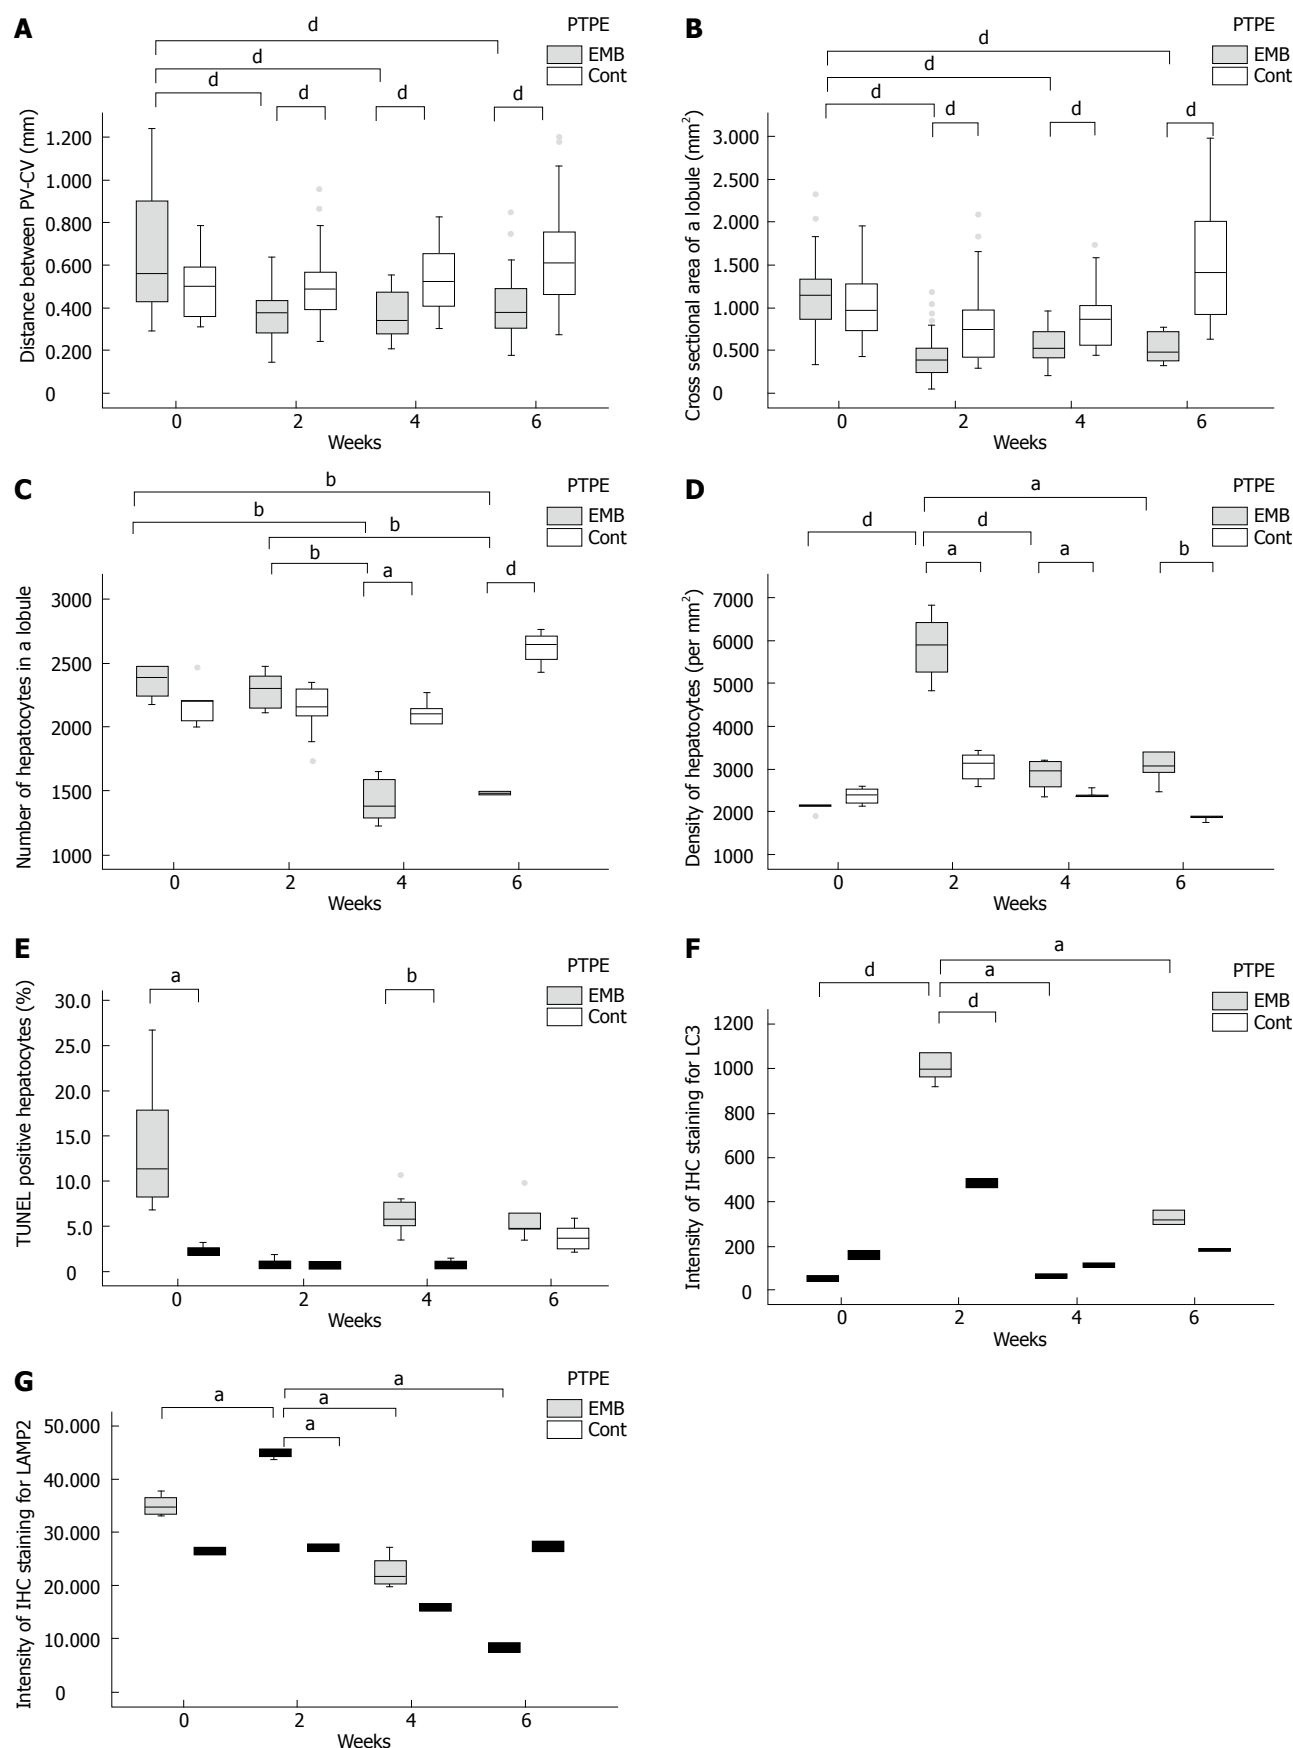 A
PTPE
EMB
Cont
d
d
d
d
d
d
Distance between PV-CV (mm)
1.200
1.000
0.800
0.600
0.400
0.200
0
0
2
4
6
Weeks
B
PTPE
EMB
Cont
d
d
d
d
d
d
Cross sectional area of a lobule (mm²)
3.000
2.500
2.000
1.500
1.000
0.500
0
0
2
4
6
Weeks
C
PTPE
EMB
Cont
b
b
b
b
a
d
Number of hepatocytes in a lobule
3000
2500
2000
1500
1000
0
2
4
6
Weeks
D
PTPE
EMB
Cont
a
d
d
a
a
b
Density of hepatocytes (per mm²)
7000
6000
5000
4000
3000
2000
1000
0
2
4
6
Weeks
E
PTPE
EMB
Cont
a
b
TUNEL positive hepatocytes (%)
30.0
25.0
20.0
15.0
10.0
5.0
0
0
2
4
6
Weeks
F
PTPE
EMB
Cont
a
d
a
d
Intensity of IHC staining for LC3
1200
1000
800
600
400
200
0
0
2
4
6
Weeks
G
PTPE
EMB
Cont
a
a
a
a
Intensity of IHC staining for LAMP2
50.000
40.000
30.000
20.000
10.000
0
0
2
4
6
Weeks